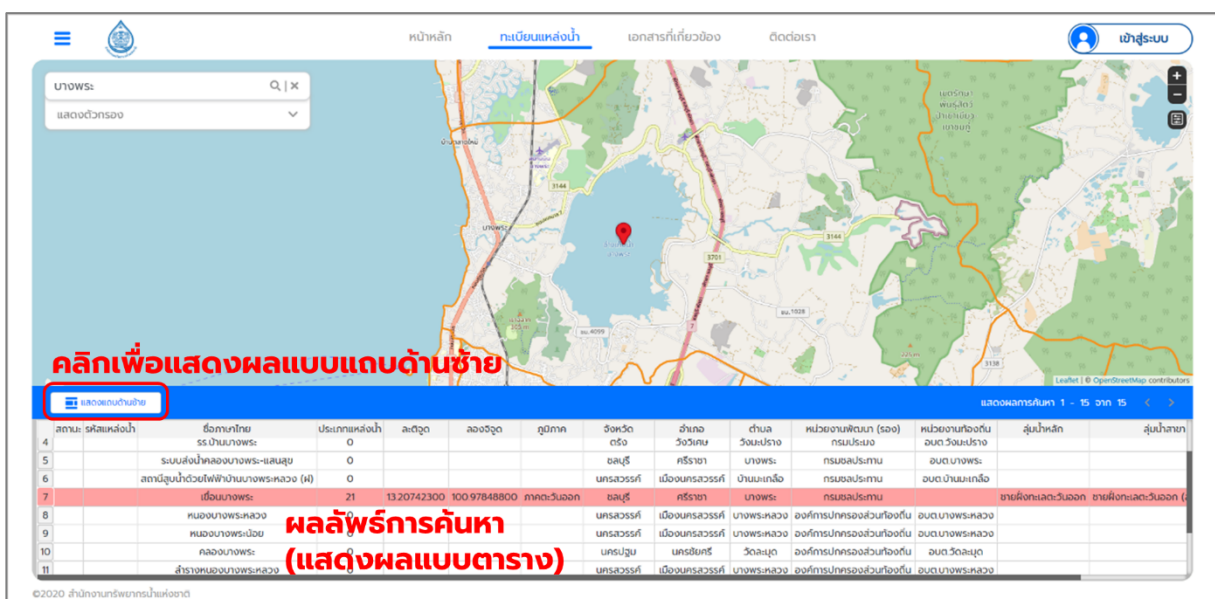 หน้าหลัก ทะเบียนแหล่งน้ำ เอกสารที่เกี่ยวข้อง ติดต่อเรา เข้าสู่ระบบ
บางพระ
แสดงตัวกรอง
+
−
3144
บางพระ
3144
3701
ชบ.1028
ชบ.4099
7
3138
คลิกเพื่อแสดงผลแบบแถบด้านซ้าย
Leaflet | © OpenStreetMap contributors
แสดงแถบด้านซ้าย แสดงผลการค้นหา 1 - 15 จาก 15 < >
สถานะ รหัสแหล่งน้ำ ชื่อภาษาไทย ประเภทแหล่งน้ำ ละติจูด ลองจิจูด ภูมิภาค จังหวัด อำเภอ ตำบล หน่วยงานพัฒนา (รอง) หน่วยงานท้องถิ่น ลุ่มน้ำหลัก ลุ่มน้ำสาขา
4 รร.บ้านบางพระ 0 ตรัง วังวิเศษ วังมะปราง กรมประมง อบต.วังมะปราง
5 ระบบส่งน้ำคลองบางพระ-แสนสุข 0 ชลบุรี ศรีราชา บางพระ กรมชลประทาน อบต.บางพระ
6 สถานีสูบน้ำด้วยไฟฟ้าบ้านบางพระหลวง (ฝ) 0 นครสวรรค์ เมืองนครสวรรค์ บ้านมะเกลือ กรมชลประทาน อบต.บ้านมะเกลือ
7 เขื่อนบางพระ 21 13.20742300 100.97848800 ภาคตะวันออก ชลบุรี ศรีราชา บางพระ กรมชลประทาน ชายฝั่งทะเลตะวันออก ชายฝั่งทะเลตะวันออก
8 หนองบางพระหลวง นครสวรรค์ เมืองนครสวรรค์ บางพระหลวง องค์การปกครองส่วนท้องถิ่น อบต.บางพระหลวง
9 หนองบางพระน้อย นครสวรรค์ เมืองนครสวรรค์ บางพระหลวง องค์การปกครองส่วนท้องถิ่น อบต.บางพระหลวง
10 คลองบางพระ นครปฐม นครชัยศรี วัดละมุด องค์การปกครองส่วนท้องถิ่น อบต.วัดละมุด
11 ลำรางหนองบางพระหลวง นครสวรรค์ เมืองนครสวรรค์ บางพระหลวง องค์การปกครองส่วนท้องถิ่น อบต.บางพระหลวง
ผลลัพธ์การค้นหา
(แสดงผลแบบตาราง)
©2020 สำนักงานทรัพยากรน้ำแห่งชาติ